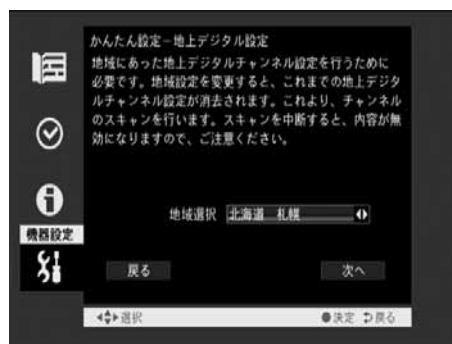 かんたん設定－地上デジタル設定
地域にあった地上デジタルチャンネル設定を行うために
必要です。地域設定を変更すると、これまでの地上デジタ
ルチャンネル設定が消去されます。これより、チャンネル
のスキャンを行います。スキャンを中断すると、内容が無
効になりますので、ご注意ください。
地域選択 北海道 札幌
機器設定
戻る 次へ
選択 決定 戻る